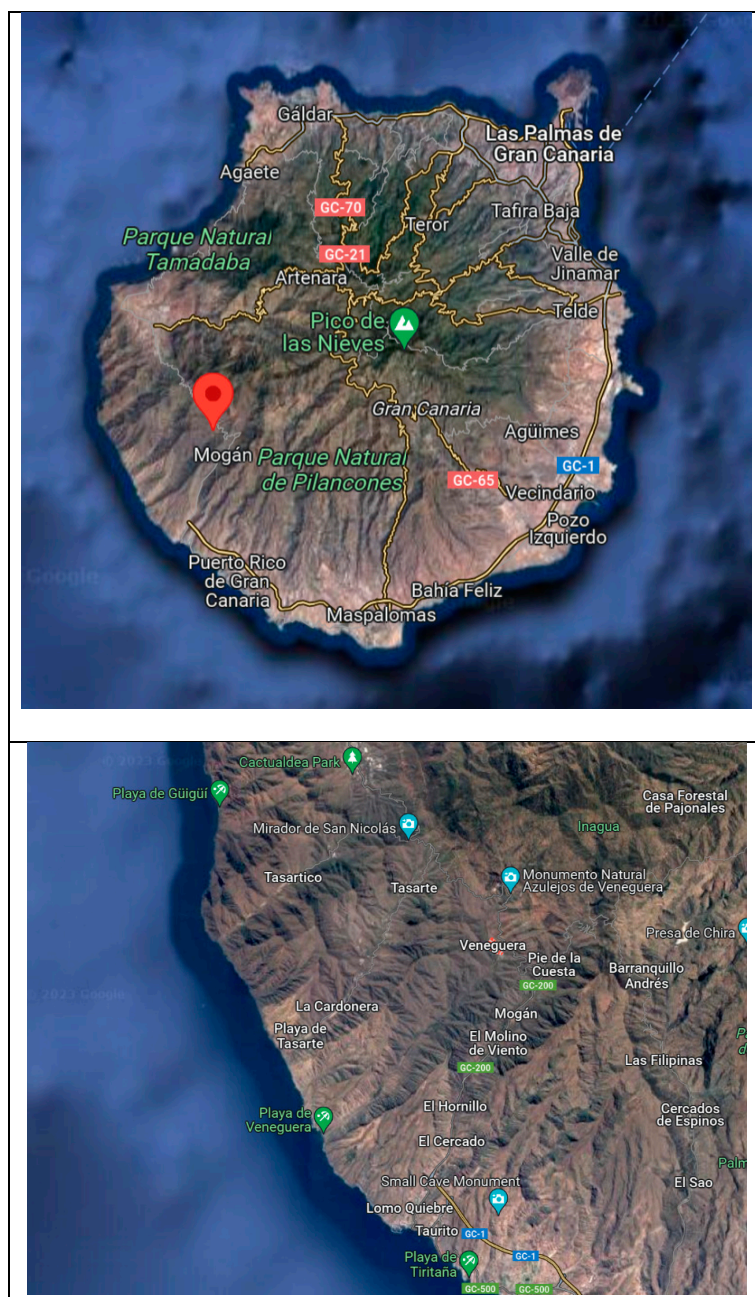 Gáldar
Las Palmas de
Gran Canaria
Agaete
GC-70
Teror
Tafira Baja
Parque Natural
Tamadaba
GC-21
Valle de
Jinamar
Artenara
Telde
Pico de
las Nieves
Gran Canaria
Agüimes
Mogán
Parque Natural
de Pilancones
GC-1
GC-65
Vecindario
Pozo
Izquierdo
Puerto Rico
de Gran
Canaria
Google
Bahía Feliz
Maspalomas
© 2023 Google
Cactualdea Park
Playa de Güigüí
Casa Forestal
de Pajonales
Mirador de San Nicolás
Inagua
Tasartico
Tasarte
Monumento Natural
Azulejos de Veneguera
Veneguera
Presa de Chira
Pie de la
Cuesta
Barranquillo
Andrés
GC-200
© 2023 Google
La Cardonera
Mogán
Playa de
Tasarte
El Molino
de Viento
Las Filipinas
GC-200
El Hornillo
Cercados
de Espinos
Playa de
Veneguera
El Cercado
Palm
Small Cave Monument
El Sao
Lomo Quiebre
Taurito
GC-1
GC-1
Playa de
Tiritaña
GC-500
GC-500